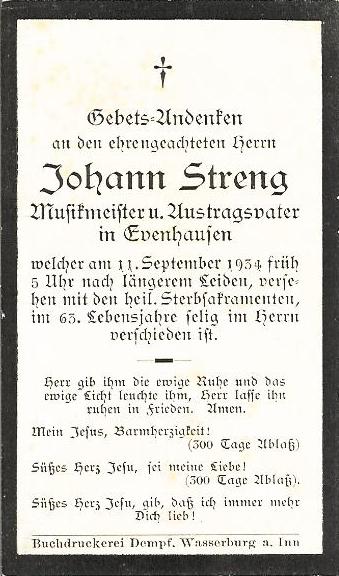 Gebets-Andenken
an den ehrengeachteten Herrn
Johann Streng
Musikmeister u. Austragsvater
in Evenhausen
welcher am 11. September 1934 früh
5 Uhr nach längerem Leiden, verse-
hen mit den heil. Sterbsakramenten,
im 63. Lebensjahre selig im Herrn
verschieden ist.
Herr gib ihm die ewige Ruhe und das
ewige Licht leuchte ihm, Herr lasse ihn
ruhen in Frieden. Amen.
Mein Jesus, Barmherzigkeit!
(300 Tage Ablaß)
Süßes Herz Jesu, sei meine Liebe!
(300 Tage Ablaß).
Süßes Herz Jesu, gib, daß ich immer mehr
Dich lieb!
Buchdruckerei Dempf, Wasserburg a. Inn